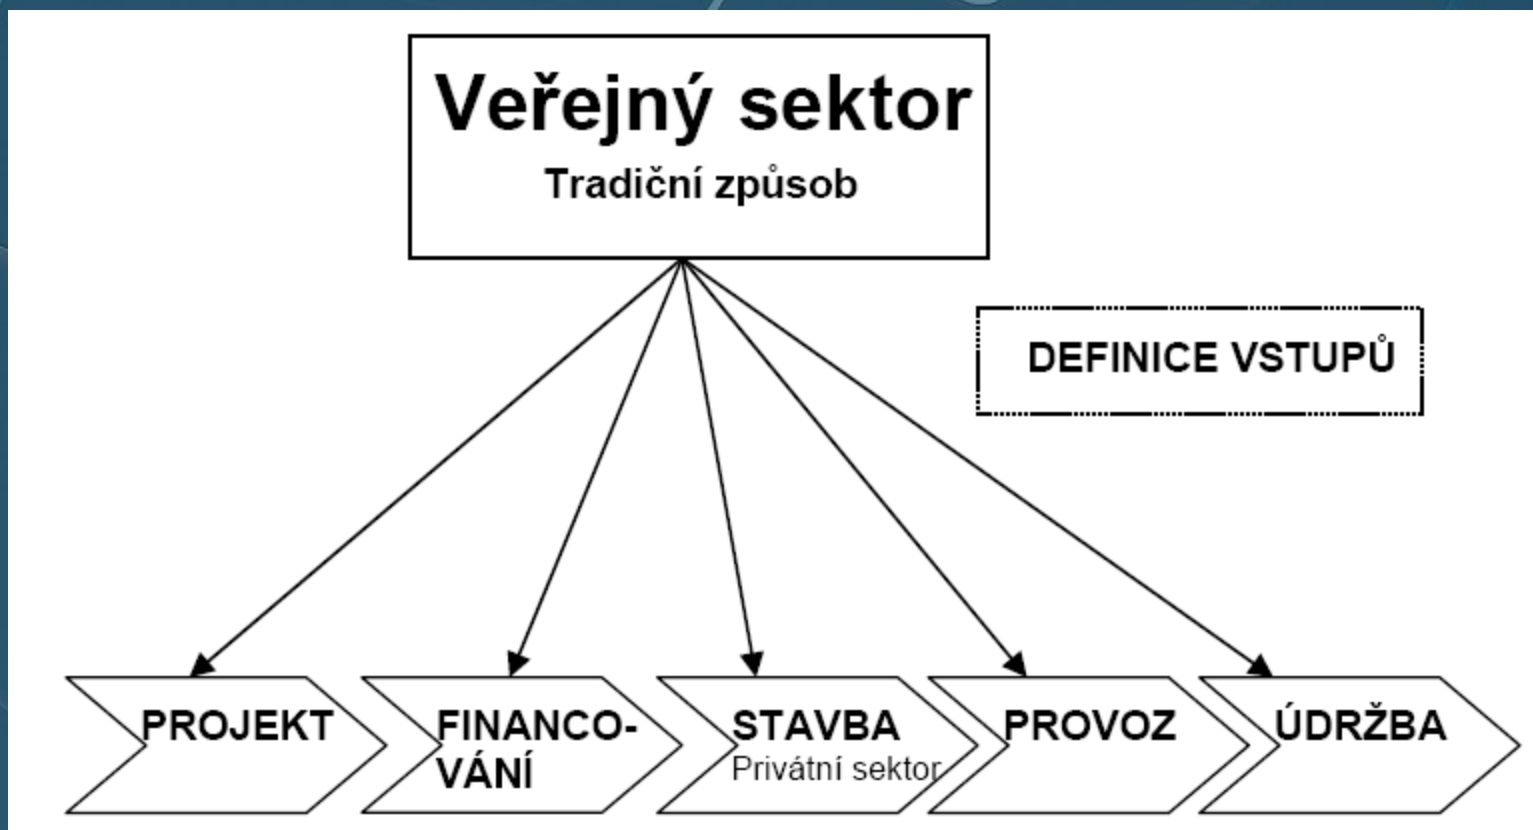 Veřejný sektor
Tradiční způsob
DEFINICE VSTUPŮ
PROJEKT
FINANCO-
VÁNÍ
STAVBA
Privátní sektor
PROVOZ
ÚDRŽBA